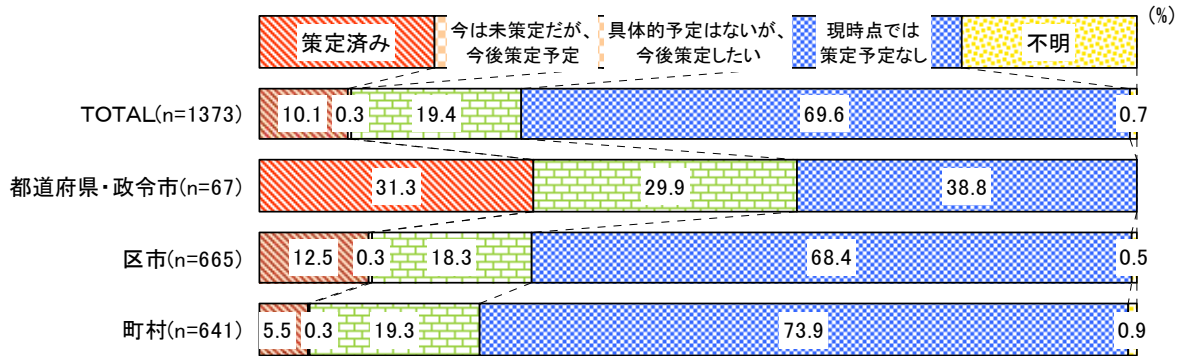 (%)
策定済み
今は未策定だが、
今後策定予定
具体的予定はないが、
今後策定したい
現時点では
策定予定なし
不明
TOTAL(n=1373) 10.1 0.3 19.4 69.6 0.7
都道府県・政令市(n=67) 31.3 29.9 38.8
区市(n=665) 12.5 0.3 18.3 68.4 0.5
町村(n=641) 5.5 0.3 19.3 73.9 0.9